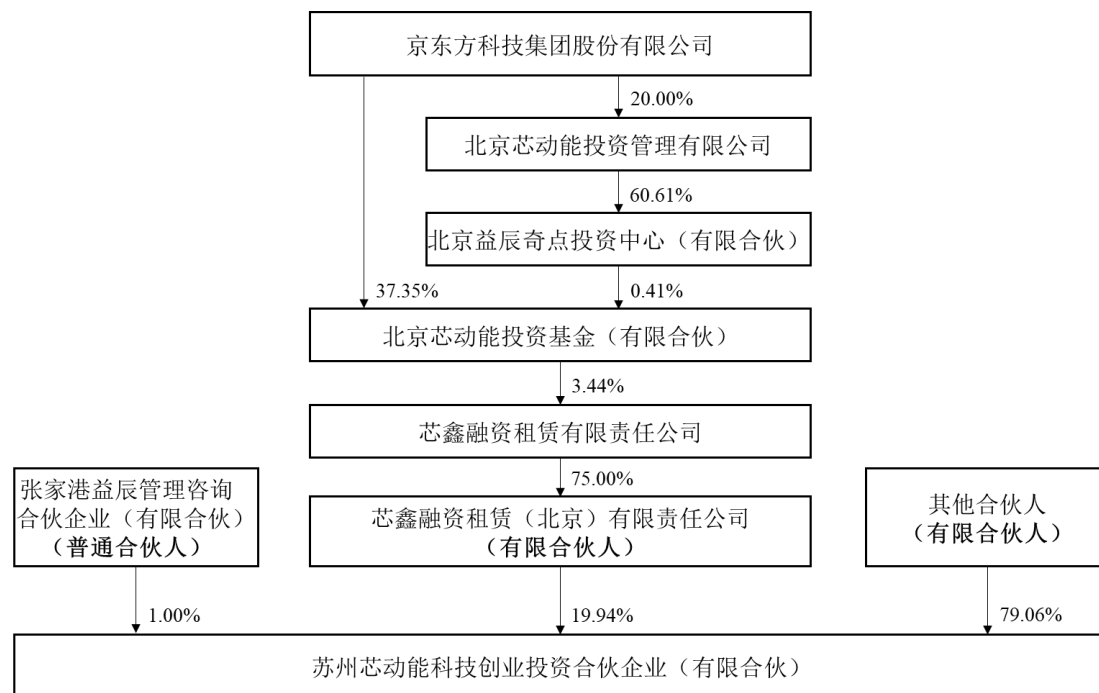 京东方科技集团股份有限公司
20.00%
北京芯动能投资管理有限公司
60.61%
北京益辰奇点投资中心（有限合伙）
37.35%
0.41%
北京芯动能投资基金（有限合伙）
3.44%
芯鑫融资租赁有限责任公司
75.00%
张家港益辰管理咨询
合伙企业（有限合伙）
（普通合伙人）
芯鑫融资租赁（北京）有限责任公司
（有限合伙人）
其他合伙人
（有限合伙人）
1.00%
19.94%
79.06%
苏州芯动能科技创业投资合伙企业（有限合伙）